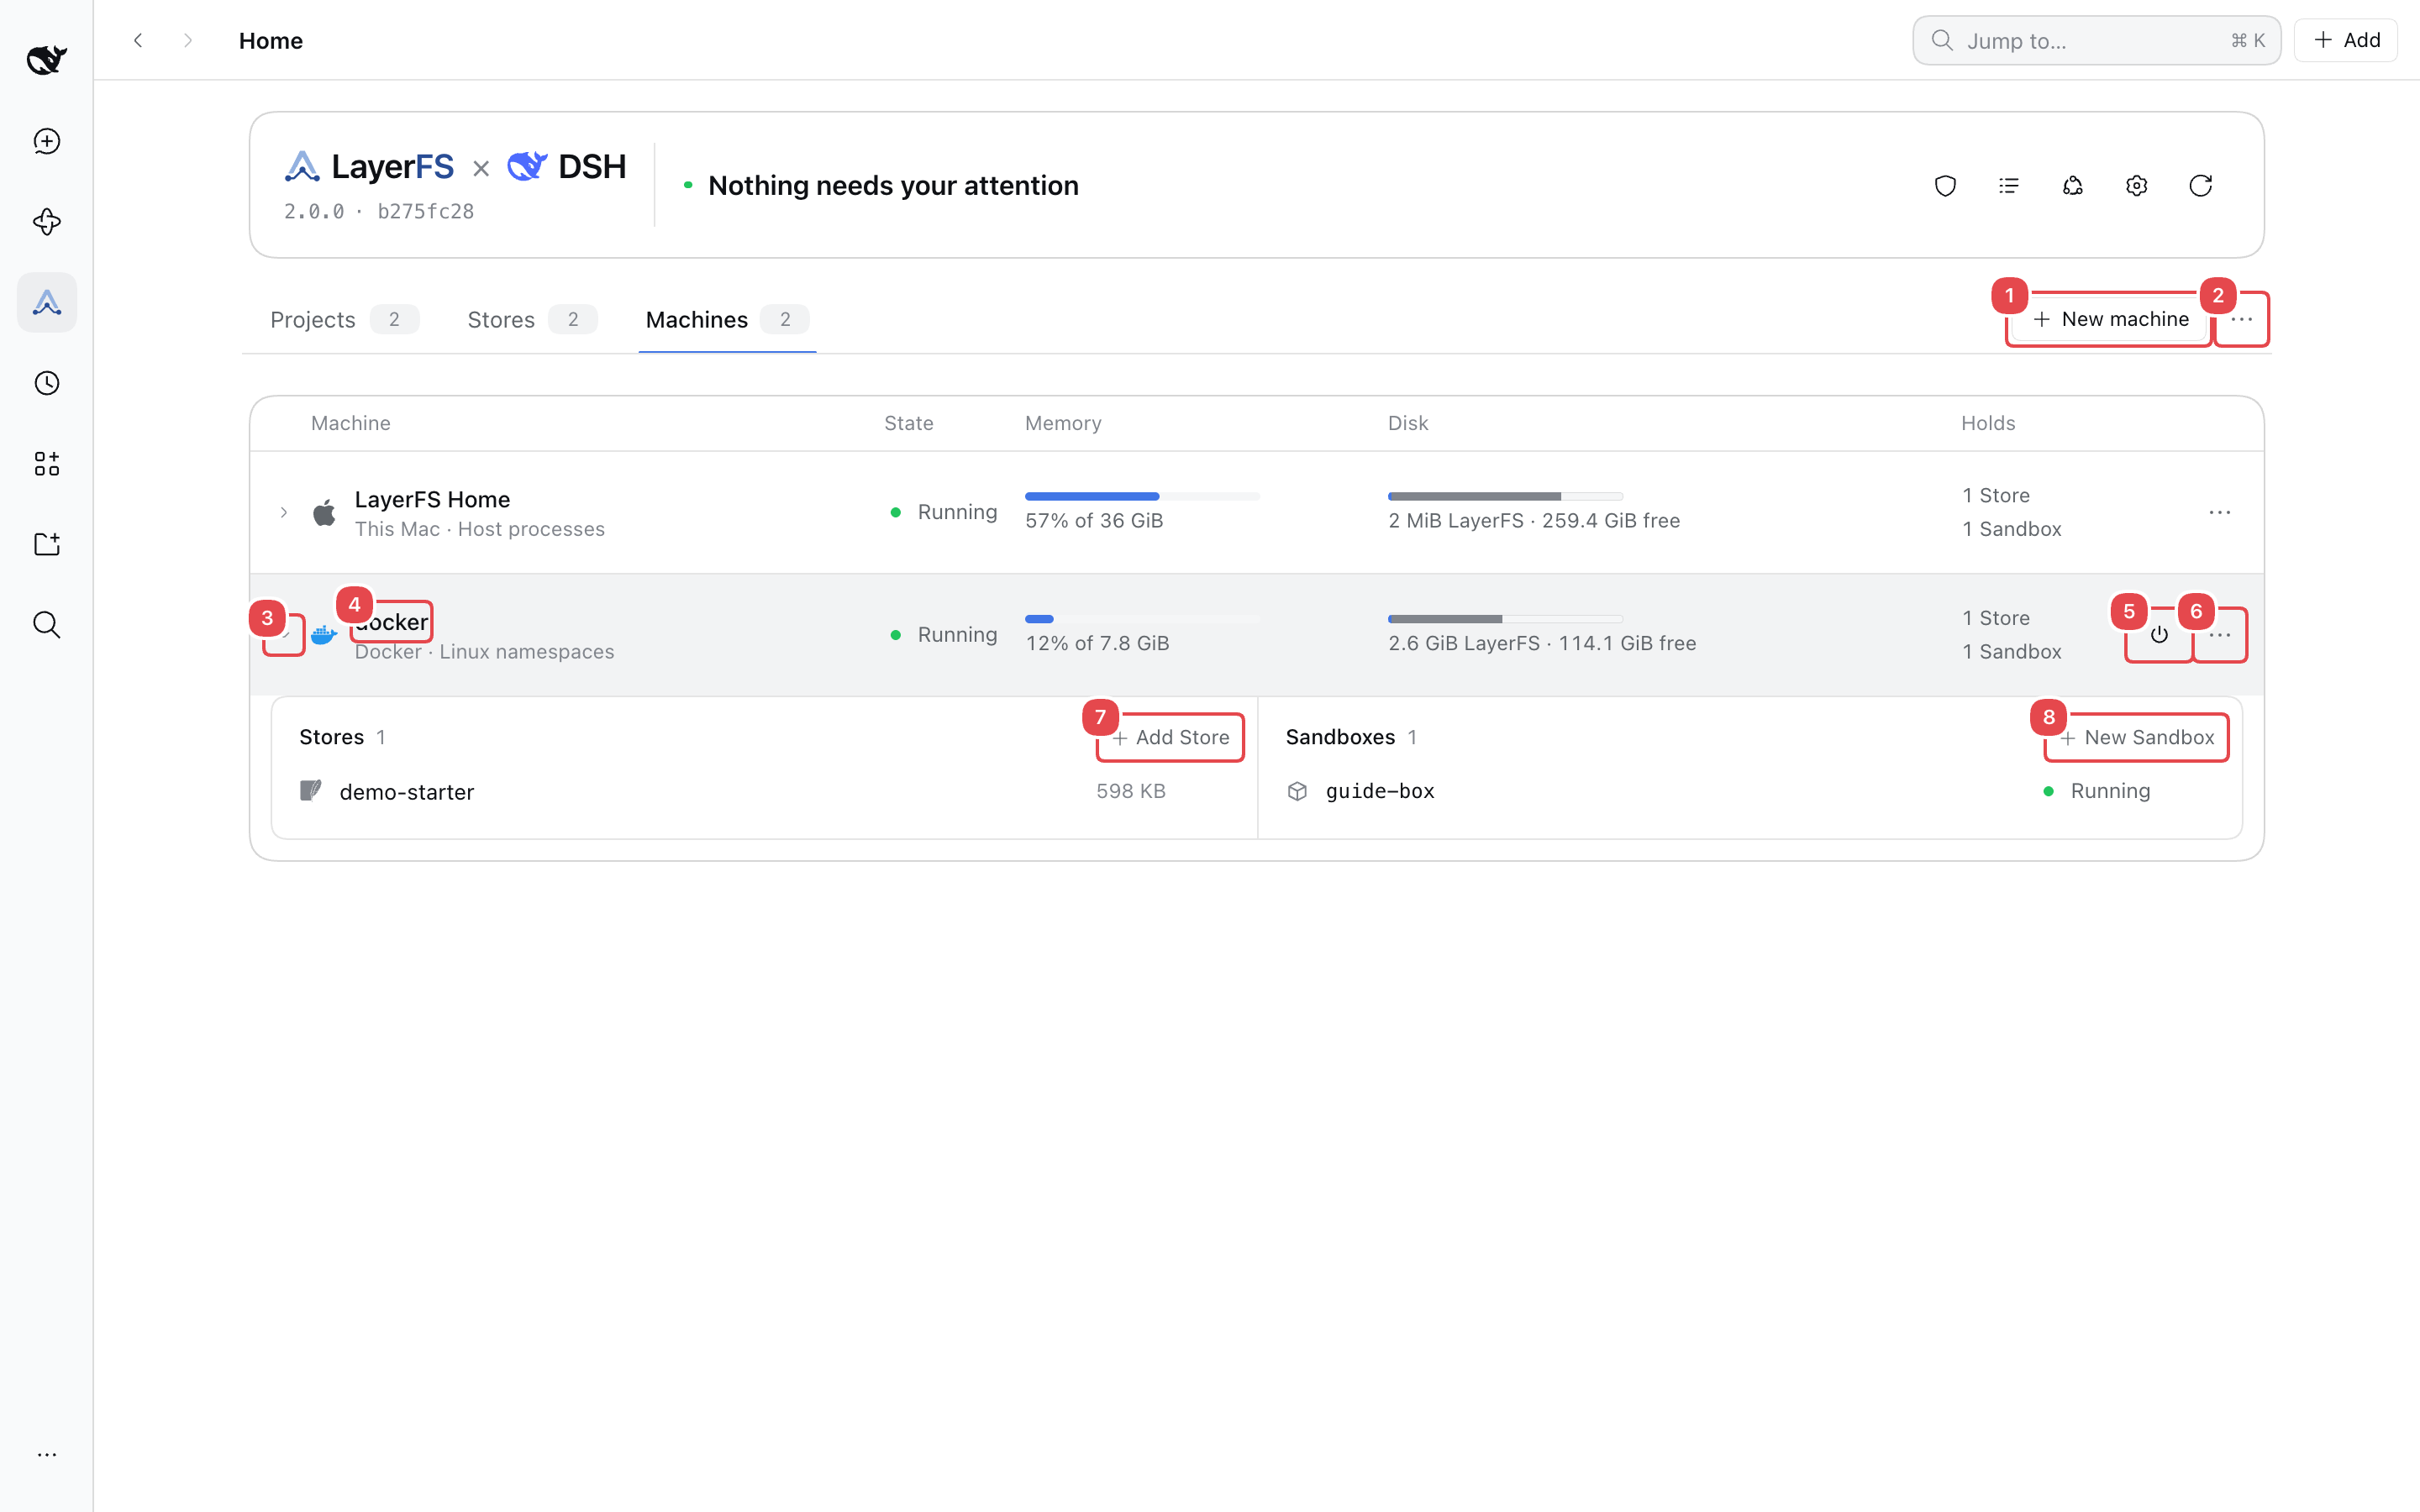 Home
Jump to...
⌘ K
+ Add
LayerFS × DSH
2.0.0 · b275fc28
Nothing needs your attention
Projects 2
Stores 2
Machines 2
1
+ New machine
2
...
Machine State Memory Disk Holds
LayerFS Home
This Mac · Host processes
Running
57% of 36 GiB
2 MiB LayerFS · 259.4 GiB free
1 Store
1 Sandbox
3
4
docker
Docker · Linux namespaces
Running
12% of 7.8 GiB
2.6 GiB LayerFS · 114.1 GiB free
1 Store
1 Sandbox
5
6
Stores 1
7
+ Add Store
demo-starter
598 KB
Sandboxes 1
8
+ New Sandbox
guide-box
Running